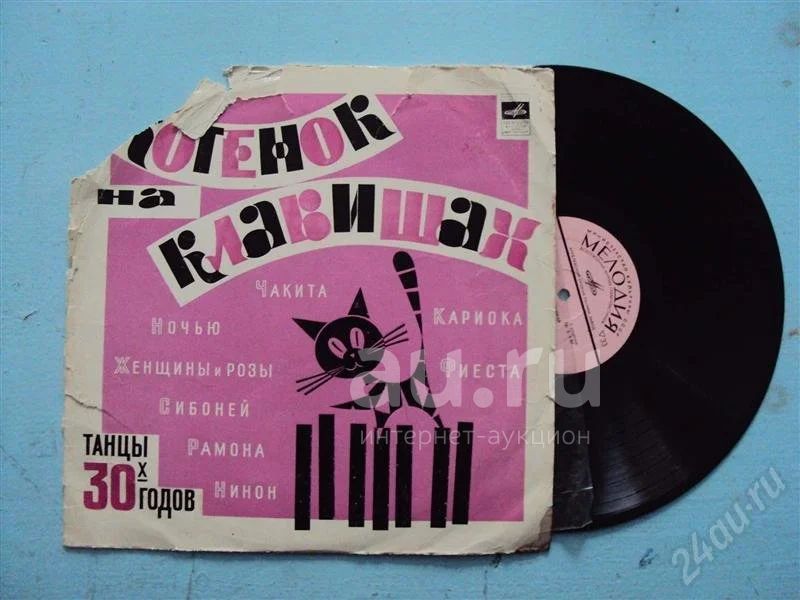 КОТЕНОК
НА
КЛАВИШАХ
ЧАКИТА
НОЧЬЮ
КАРИОКА
ЖЕНЩИНЫ И РОЗЫ
ФИЕСТА
СИБОНЕЙ
РАМОНА
НИНОН
ТАНЦЫ
30Х
ГОДОВ
МЕЛОДИЯ
au.ru
интернет-аукцион
24au.ru